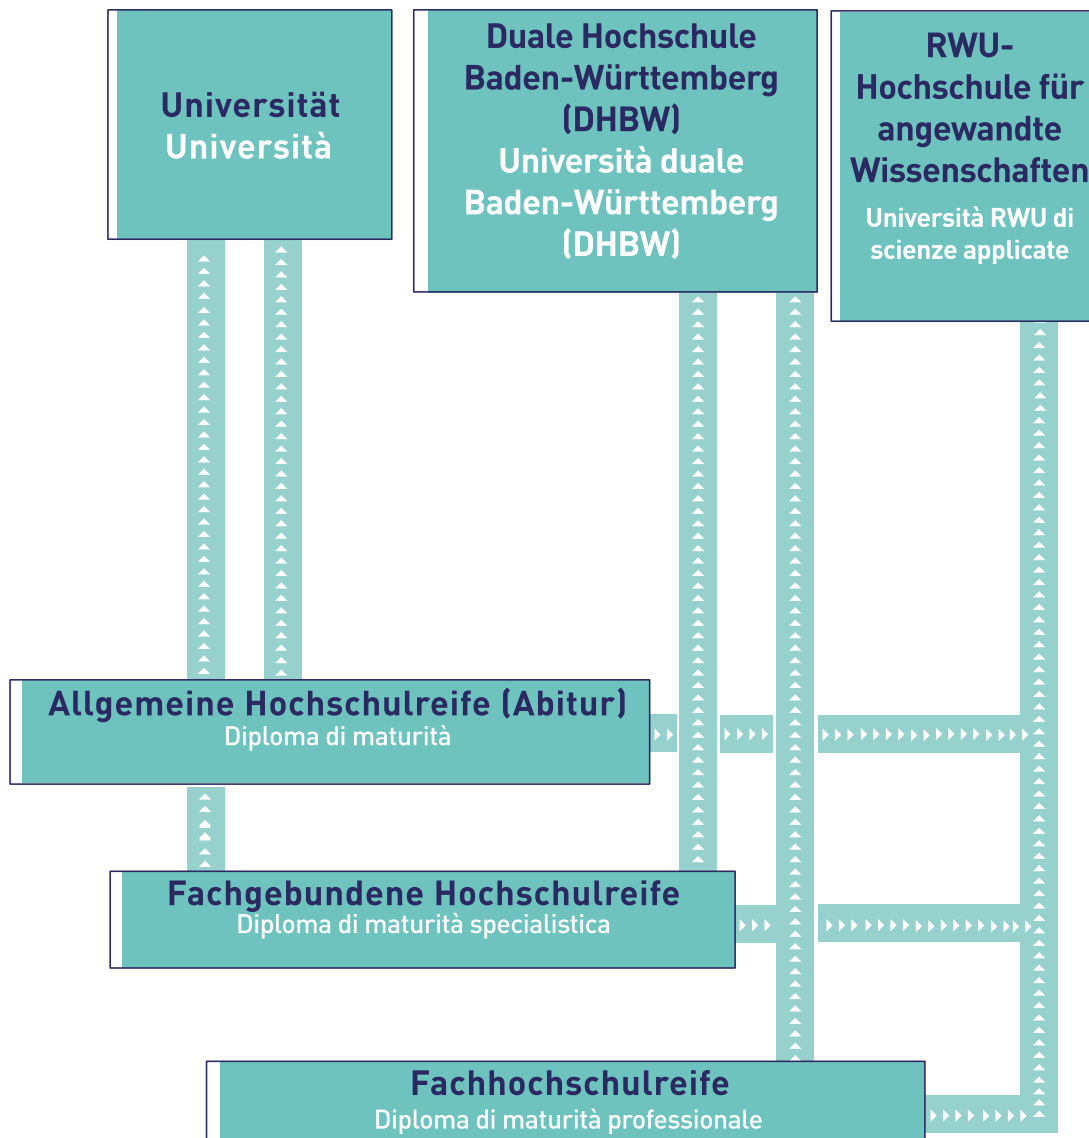 Universität
Università
Duale Hochschule
Baden-Württemberg
(DHBW)
Università duale
Baden-Württemberg
(DHBW)
RWU-
Hochschule für
angewandte
Wissenschaften
Università RWU di
scienze applicate
Allgemeine Hochschulreife (Abitur)
Diploma di maturità
Fachgebundene Hochschulreife
Diploma di maturità specialistica
Fachhochschulreife
Diploma di maturità professionale